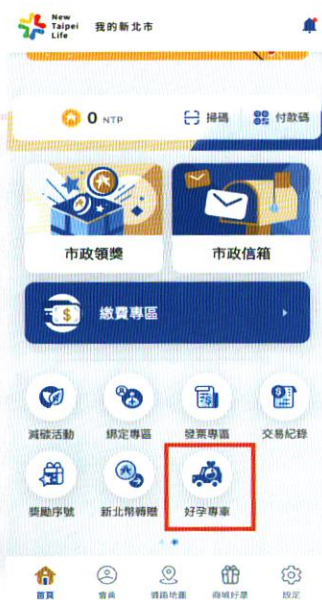 New
Taipei
Life
我的新北市
0 NTP
掃碼
付款碼
市政領獎
市政信箱
$ 繳費專區
減碳活動
綁定專區
發票專區
交易紀錄
獎勵序號
新北幣轉贈
好孕專車
首頁
會員
通路地圖
商城好康
設定